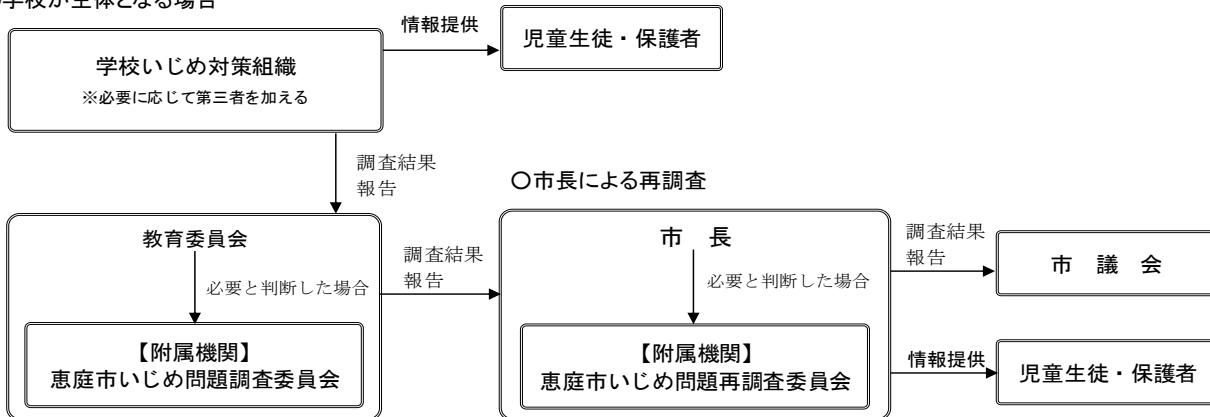 学校が主体となる場合
情報提供
児童生徒・保護者
学校いじめ対策組織
※必要に応じて第三者を加える
調査結果
報告
〇市長による再調査
教育委員会
必要と判断した場合
【附属機関】
恵庭市いじめ問題調査委員会
調査結果
報告
市　長
必要と判断した場合
【附属機関】
恵庭市いじめ問題再調査委員会
調査結果
報告
市　議　会
情報提供
児童生徒・保護者